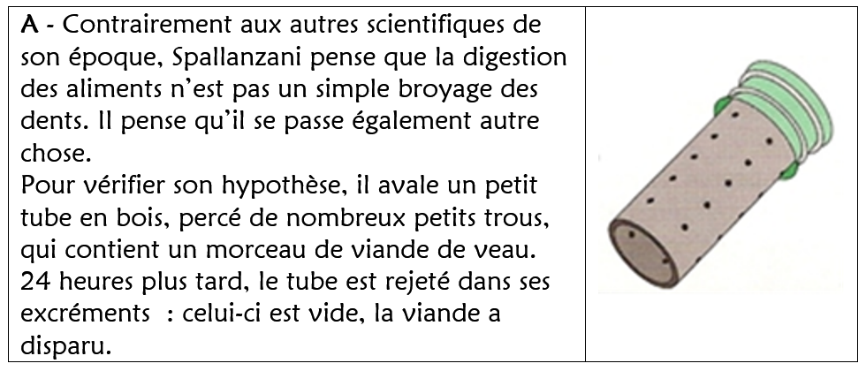 A - Contrairement aux autres scientifiques de
son époque, Spallanzani pense que la digestion
des aliments n’est pas un simple broyage des
dents. Il pense qu’il se passe également autre
chose.
Pour vérifier son hypothèse, il avale un petit
tube en bois, percé de nombreux petits trous,
qui contient un morceau de viande de veau.
24 heures plus tard, le tube est rejeté dans ses
excréments  : celui-ci est vide, la viande a
disparu.